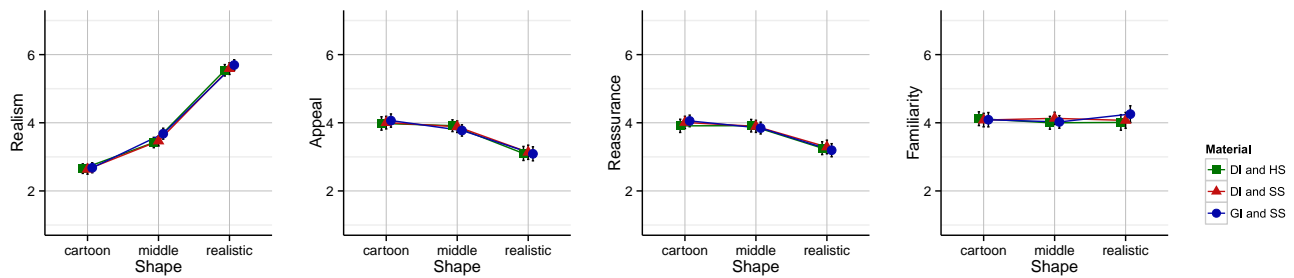 Realism
6
4
2
cartoon middle realistic
Shape
Appeal
6
4
2
cartoon middle realistic
Shape
Reassurance
6
4
2
cartoon middle realistic
Shape
Familiarity
6
4
2
cartoon middle realistic
Shape
Material
DI and HS
DI and SS
GI and SS